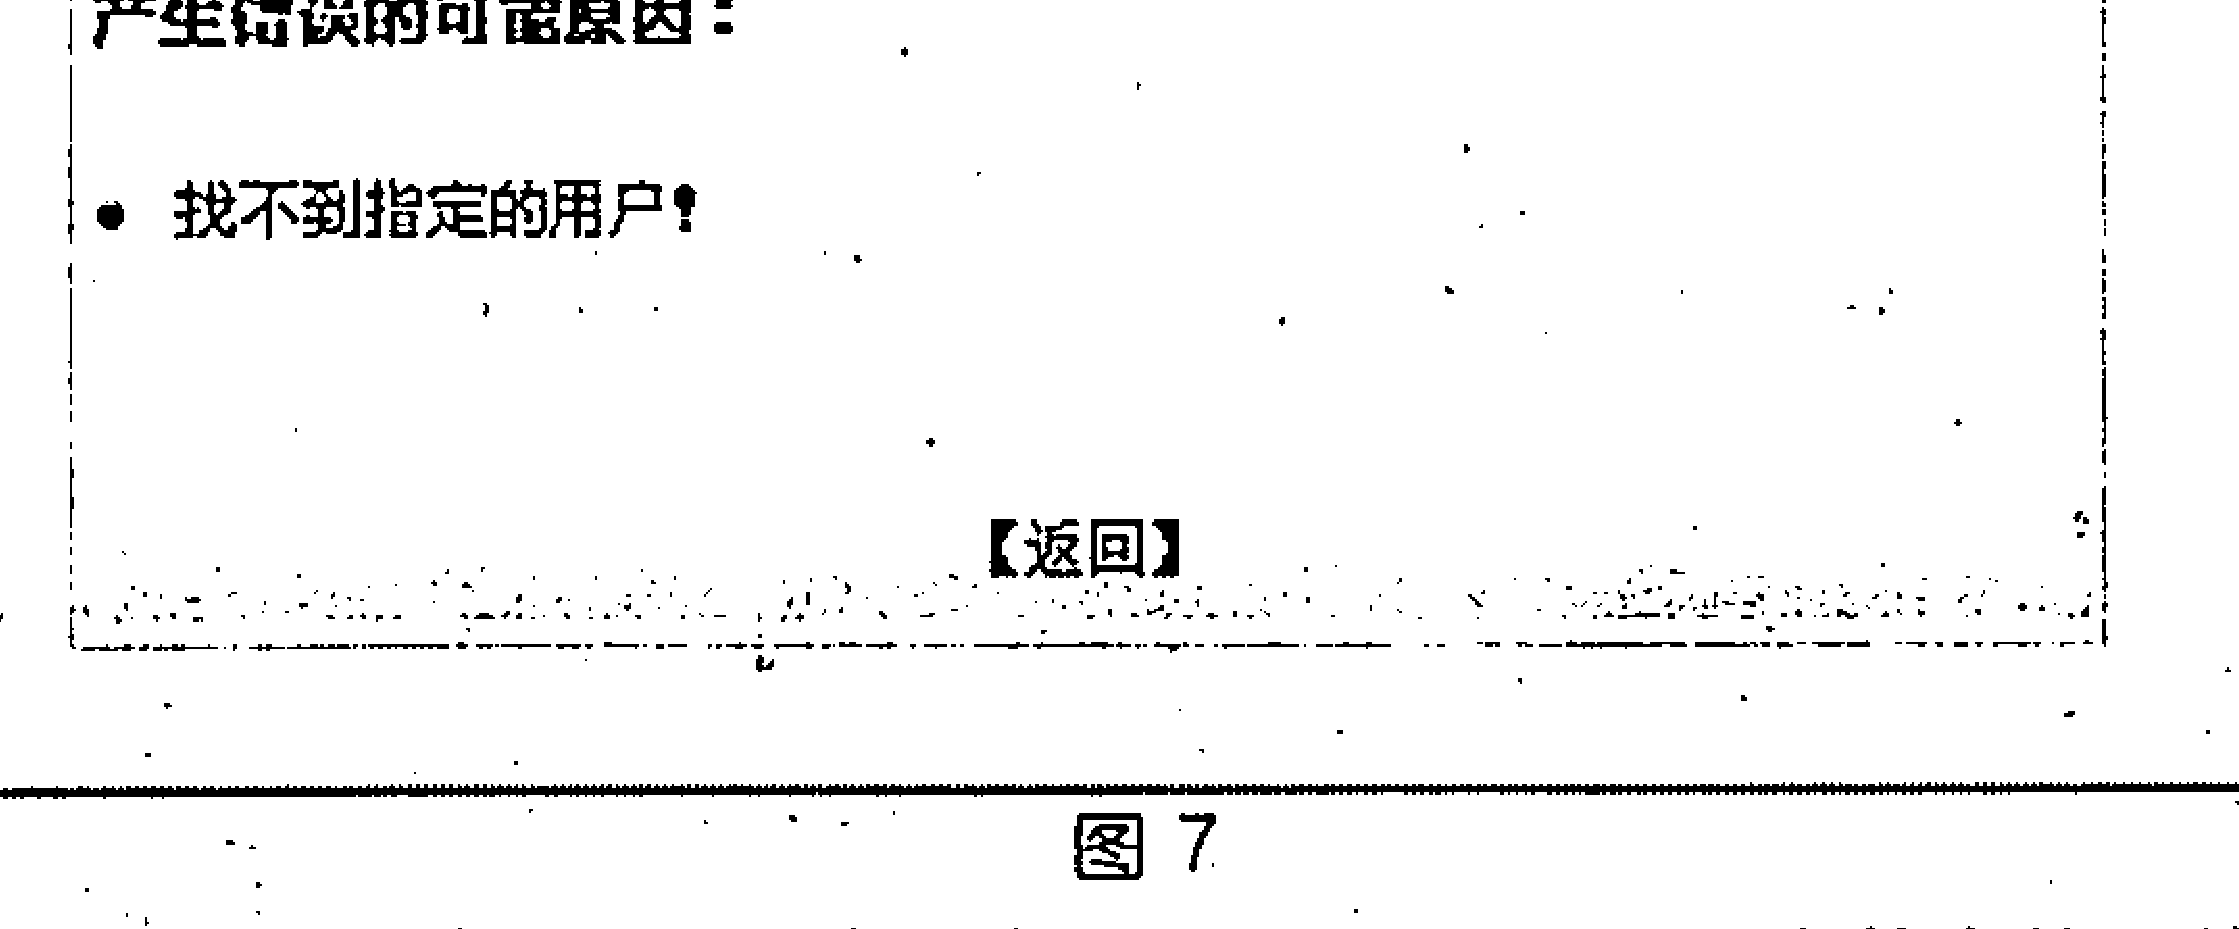 产生错误的可能原因：
• 找不到指定的用户！
【返回】
图 7